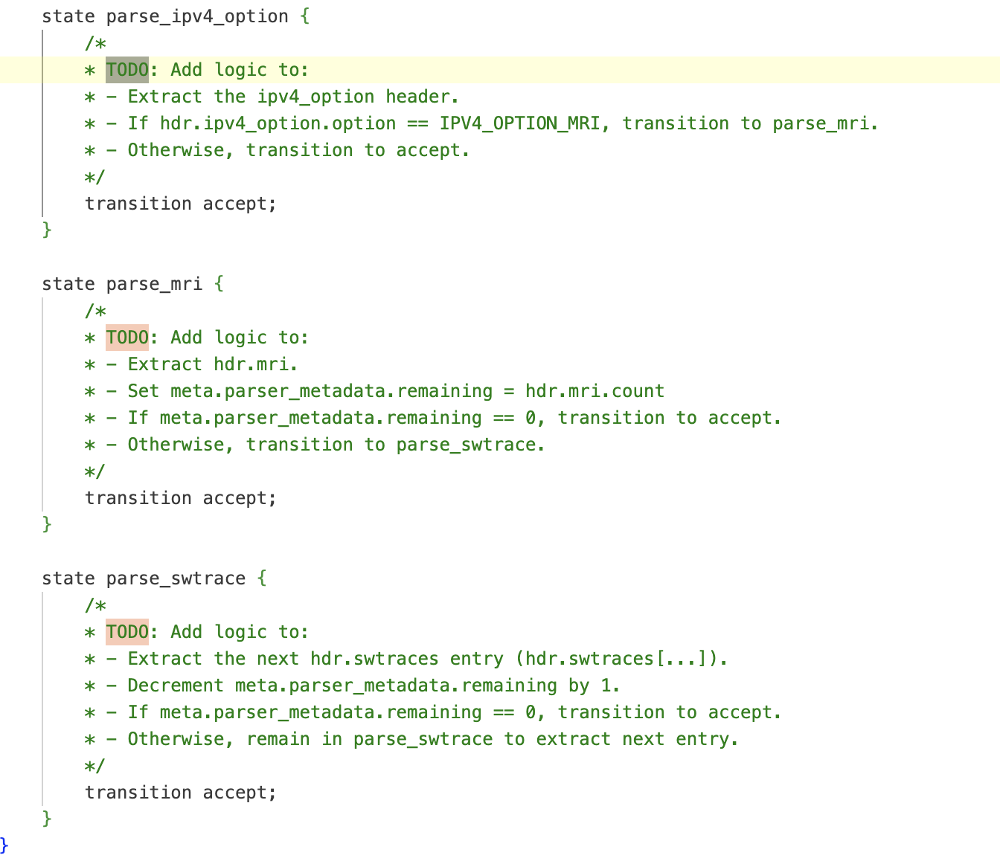 state parse_ipv4_option {
/*
* TODO: Add logic to:
* - Extract the ipv4_option header.
* - If hdr.ipv4_option.option == IPV4_OPTION_MRI, transition to parse_mri.
* - Otherwise, transition to accept.
*/
transition accept;
}
state parse_mri {
/*
* TODO: Add logic to:
* - Extract hdr.mri.
* - Set meta.parser_metadata.remaining = hdr.mri.count
* - If meta.parser_metadata.remaining == 0, transition to accept.
* - Otherwise, transition to parse_swtrace.
*/
transition accept;
}
state parse_swtrace {
/*
* TODO: Add logic to:
* - Extract the next hdr.swtraces entry (hdr.swtraces[...]).
* - Decrement meta.parser_metadata.remaining by 1.
* - If meta.parser_metadata.remaining == 0, transition to accept.
* - Otherwise, remain in parse_swtrace to extract next entry.
*/
transition accept;
}
}